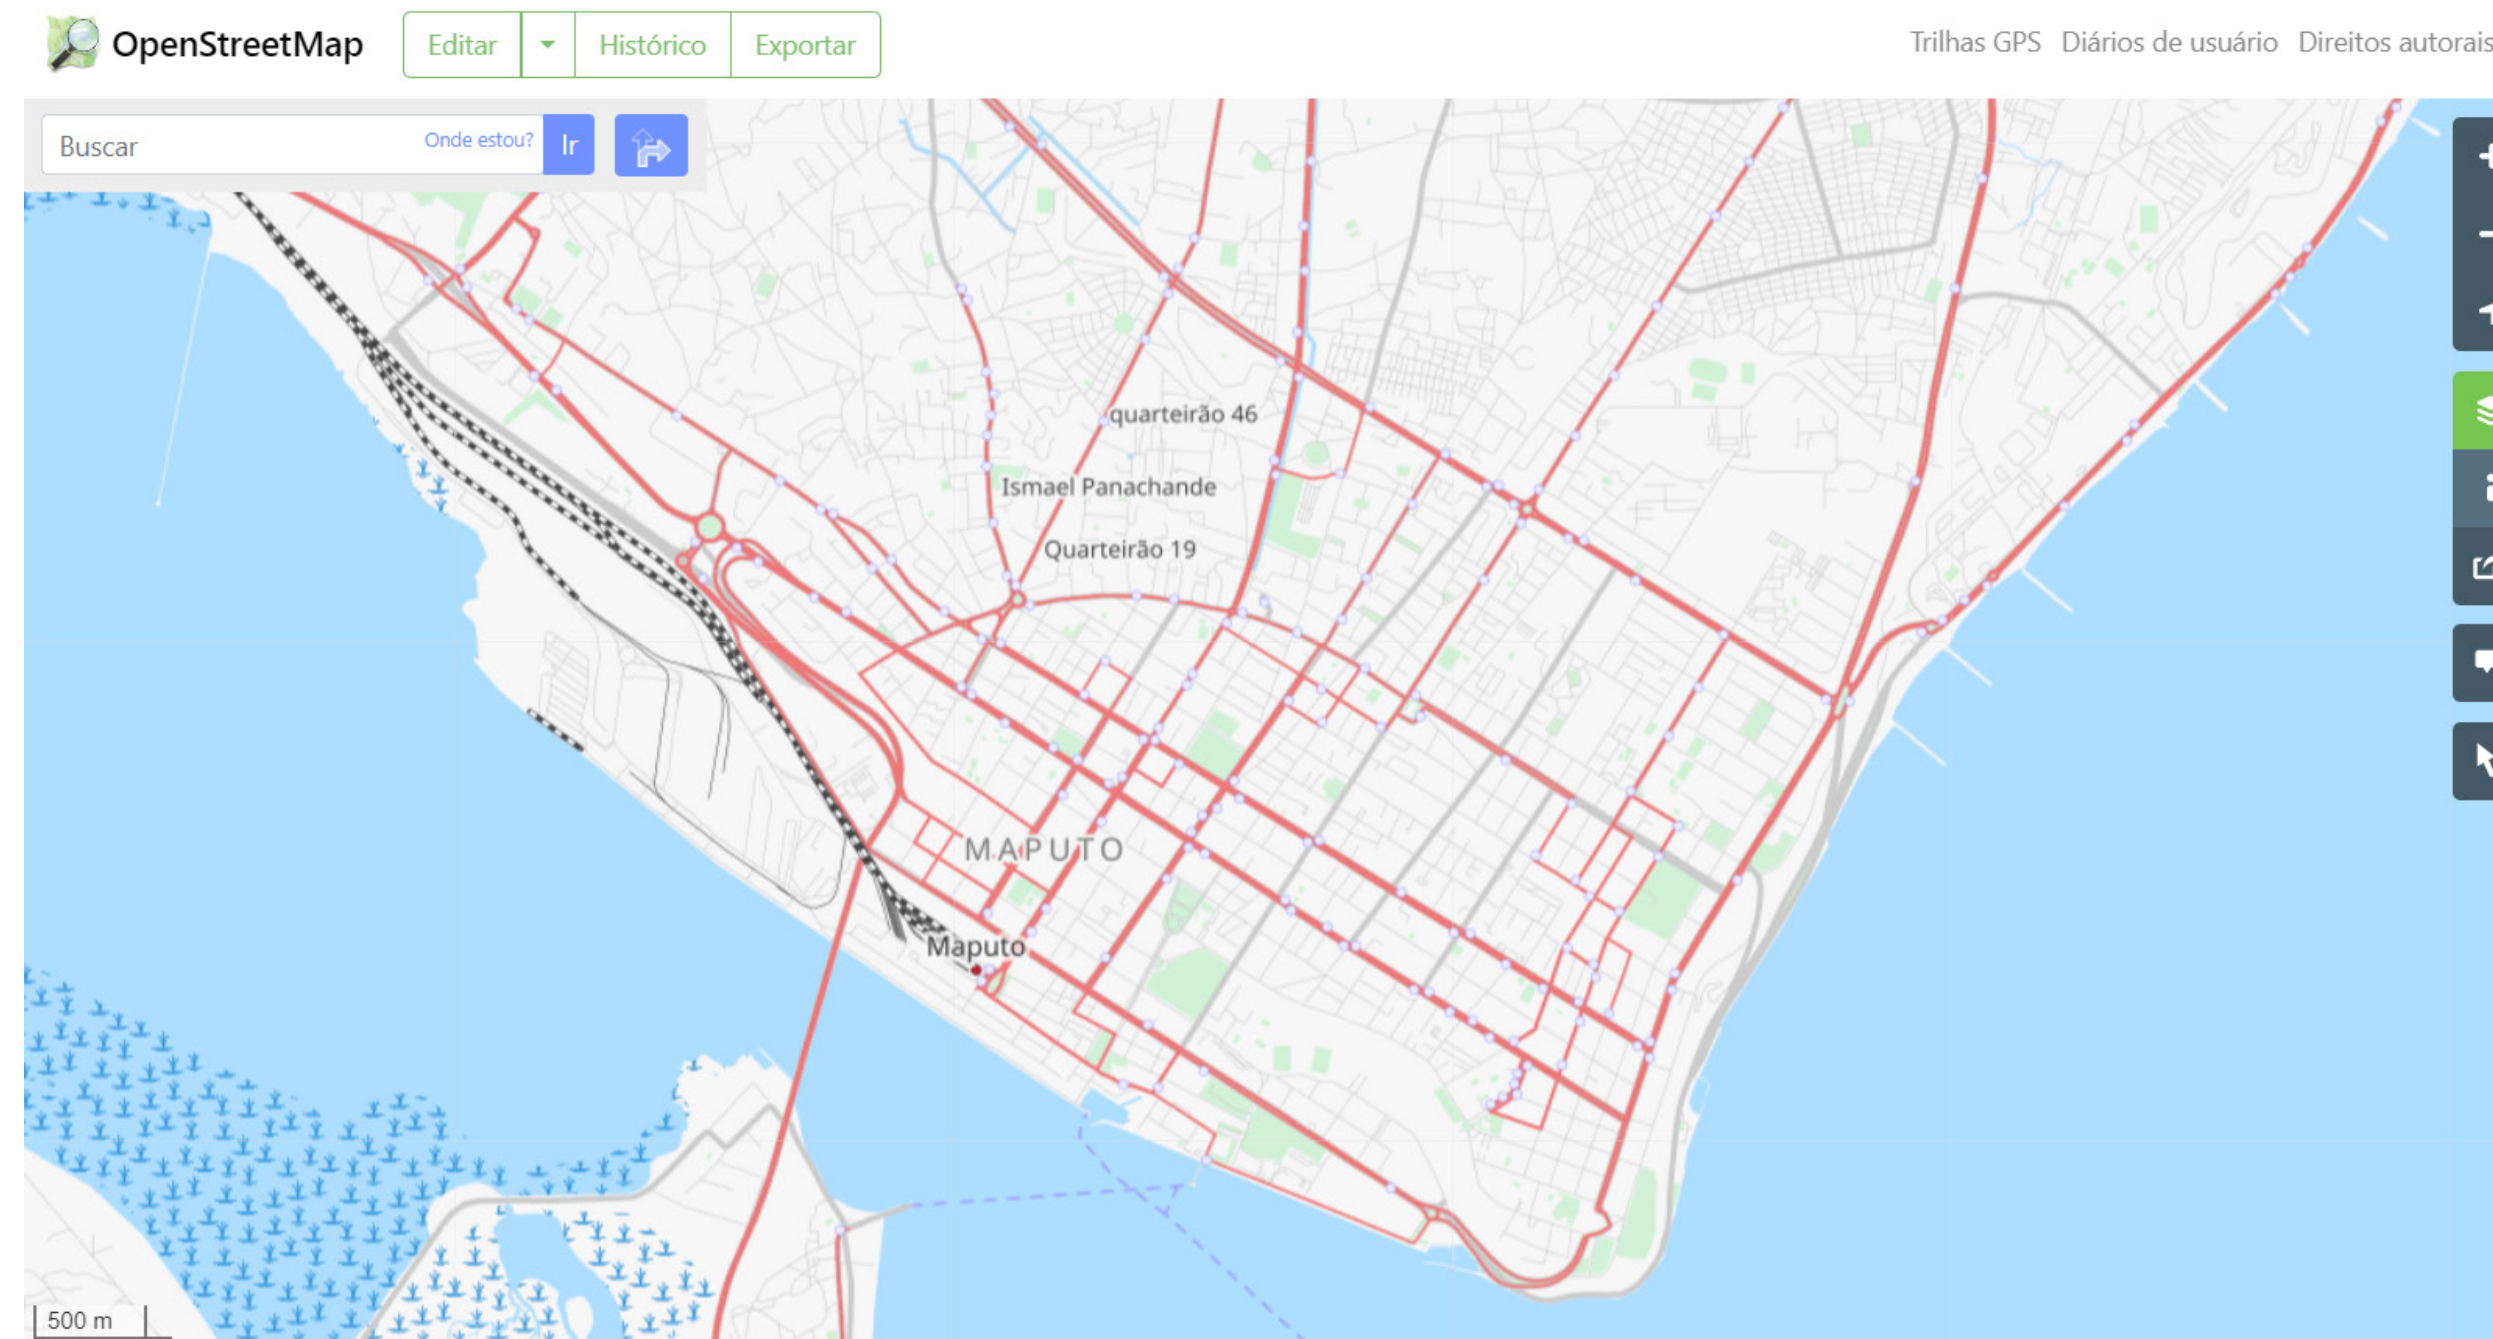 OpenStreetMap
Editar
Histórico
Exportar
Trilhas GPS
Diários de usuário
Direitos autorais
Buscar
Onde estou?
Ir
quarteirão 46
Ismael Panachande
Quarteirão 19
MAPUTO
Maputo
500 m